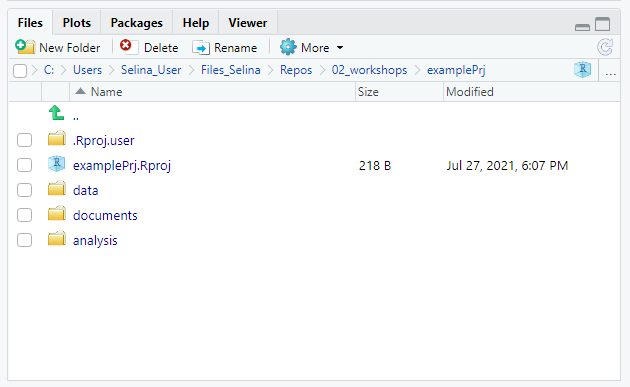 Files Plots Packages Help Viewer
New Folder Delete Rename More
C: Users Selina_User Files_Selina Repos 02_workshops examplePrj R ...
Name Size Modified
..
.Rproj.user
R examplePrj.Rproj 218 B Jul 27, 2021, 6:07 PM
data
documents
analysis